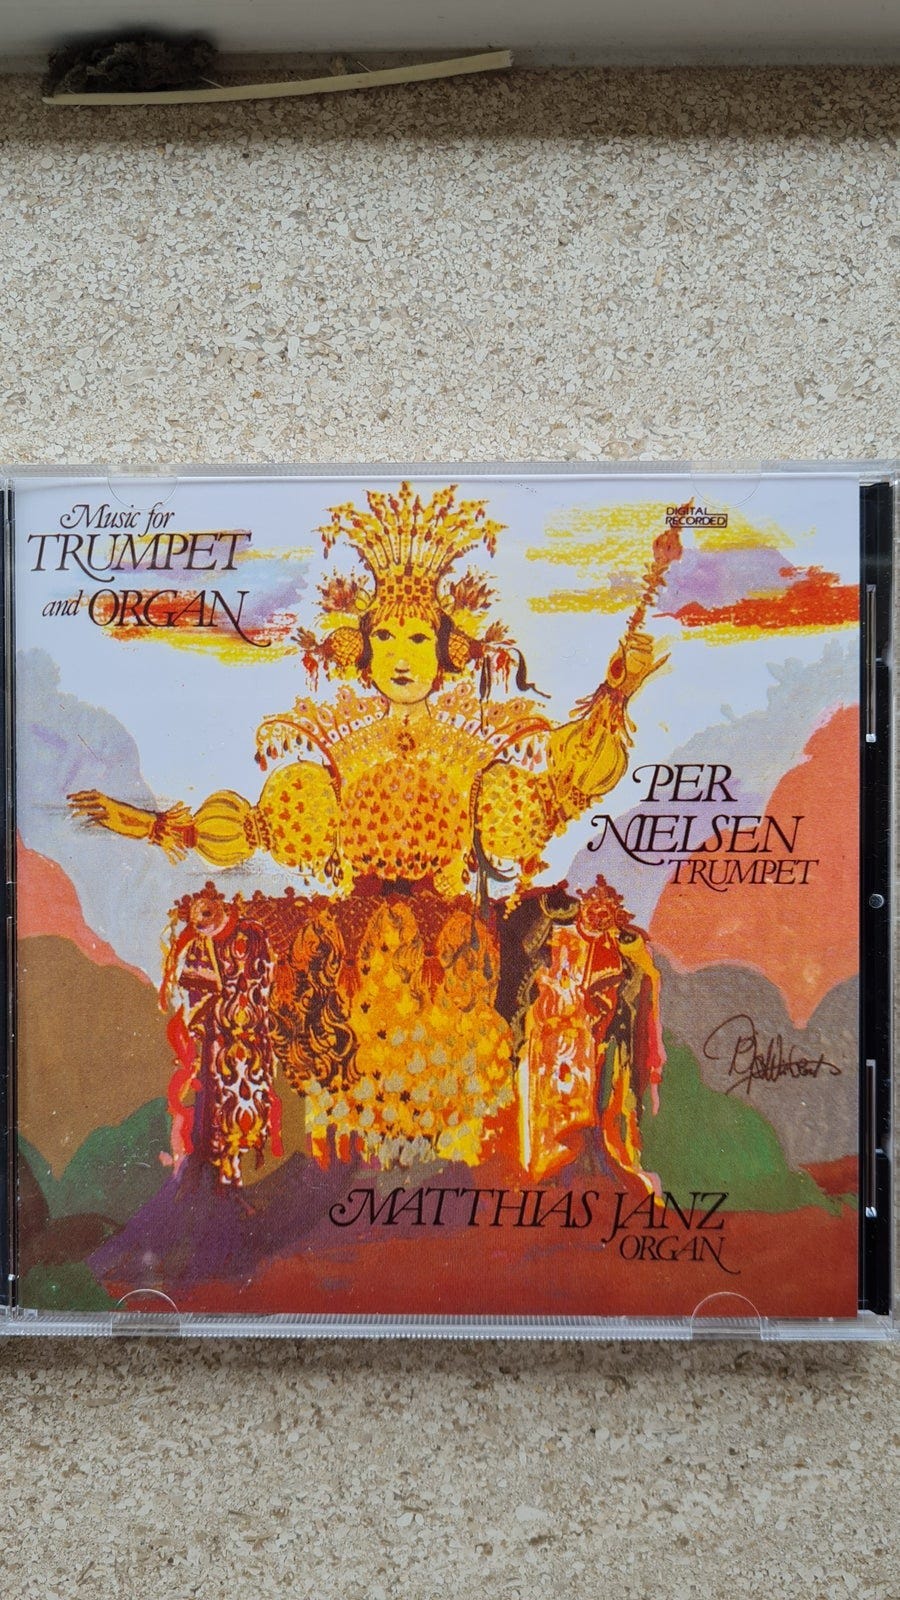 Music for
TRUMPET
and ORGAN
DIGITAL
RECORDED
PER
NIELSEN
TRUMPET
MATTHIAS JANZ
ORGAN